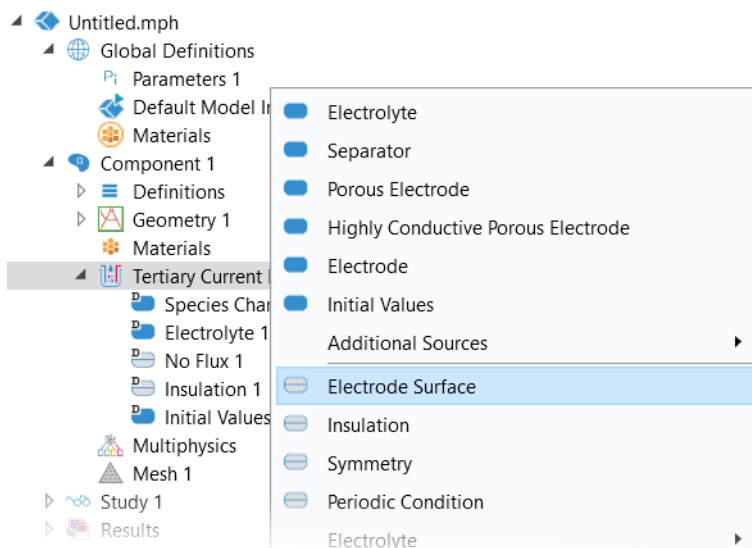 Untitled.mph
Global Definitions
Pi Parameters 1
Default Model
Materials
Component 1
Definitions
Geometry 1
Materials
Tertiary Current
Species
Electrolyte 1
No Flux 1
Insulation 1
Initial Values
Multiphysics
Mesh 1
Study 1
Results
Electrolyte
Separator
Porous Electrode
Highly Conductive Porous Electrode
Electrode
Initial Values
Additional Sources
Electrode Surface
Insulation
Symmetry
Periodic Condition
Electrolyte